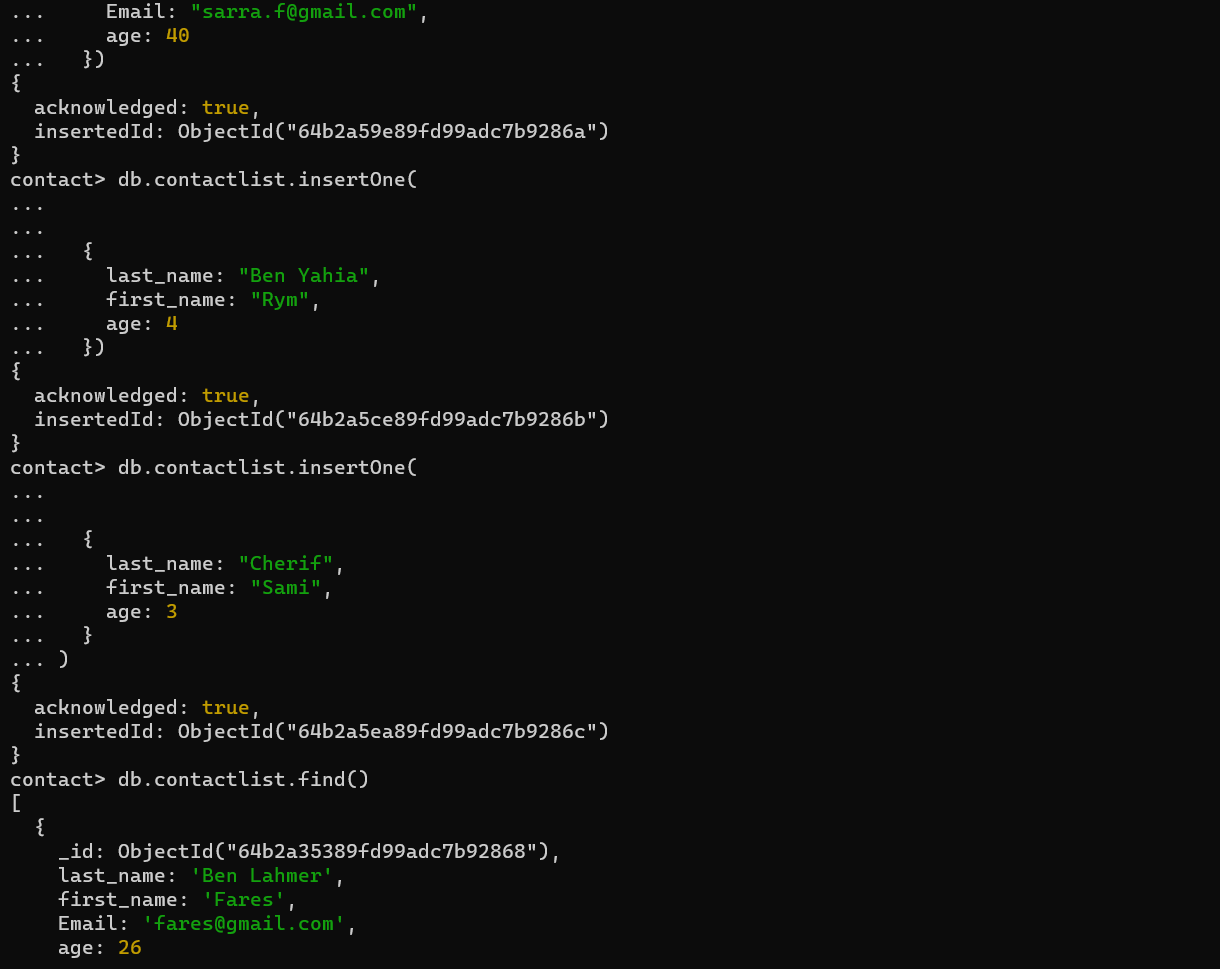 ...     Email: "sarra.f@gmail.com",
...     age: 40
...   })
{
  acknowledged: true,
  insertedId: ObjectId("64b2a59e89fd99adc7b9286a")
}
contact> db.contactlist.insertOne(
...
...
...   {
...     last_name: "Ben Yahia",
...     first_name: "Rym",
...     age: 4
...   })
{
  acknowledged: true,
  insertedId: ObjectId("64b2a5ce89fd99adc7b9286b")
}
contact> db.contactlist.insertOne(
...
...
...   {
...     last_name: "Cherif",
...     first_name: "Sami",
...     age: 3
...   }
... )
{
  acknowledged: true,
  insertedId: ObjectId("64b2a5ea89fd99adc7b9286c")
}
contact> db.contactlist.find()
[
  {
    _id: ObjectId("64b2a35389fd99adc7b92868"),
    last_name: 'Ben Lahmer',
    first_name: 'Fares',
    Email: 'fares@gmail.com',
    age: 26